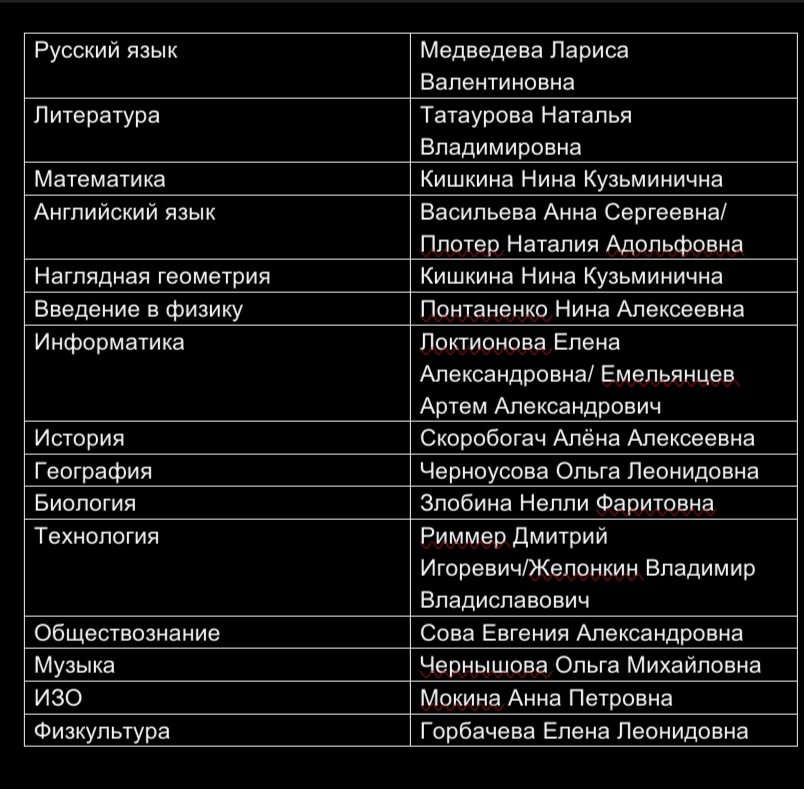 Русский язык
Медведева Лариса
Валентиновна
Литература
Татаурова Наталья
Владимировна
Математика
Кишкина Нина Кузьминична
Английский язык
Васильева Анна Сергеевна/
Плотер Наталия Адольфовна
Наглядная геометрия
Кишкина Нина Кузьминична
Введение в физику
Понтаненко Нина Алексеевна
Информатика
Локтионова Елена
Александровна/ Емельянцев
Артем Александрович
История
Скоробогач Алёна Алексеевна
География
Черноусова Ольга Леонидовна
Биология
Злобина Нелли Фаритовна
Технология
Риммер Дмитрий
Игоревич/Желонкин Владимир
Владиславович
Обществознание
Сова Евгения Александровна
Музыка
Чернышова Ольга Михайловна
ИЗО
Мокина Анна Петровна
Физкультура
Горбачева Елена Леонидовна